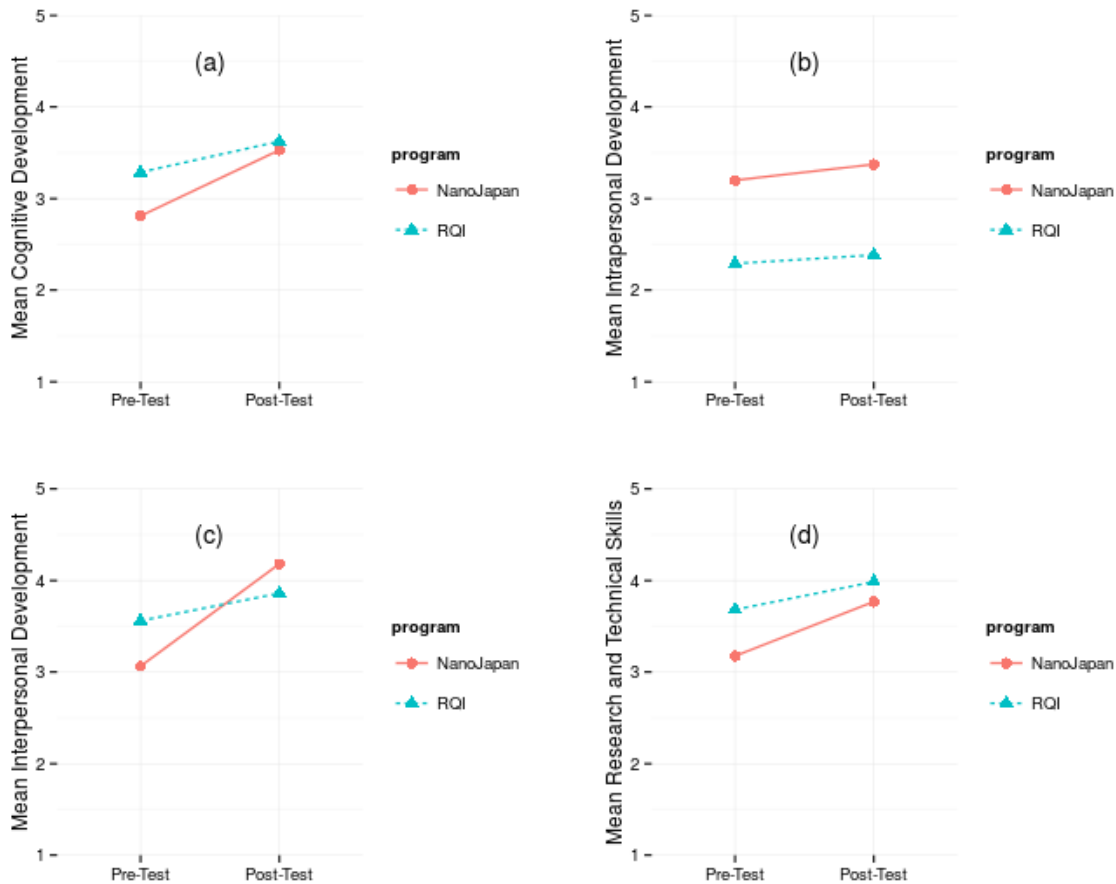 Mean Cognitive Development
5
4
3
2
1
(a)
Pre-Test
Post-Test
program
NanoJapan
RQI
Mean Intrapersonal Development
5
4
3
2
1
(b)
Pre-Test
Post-Test
program
NanoJapan
RQI
Mean Interpersonal Development
5
4
3
2
1
(c)
Pre-Test
Post-Test
program
NanoJapan
RQI
Mean Research and Technical Skills
5
4
3
2
1
(d)
Pre-Test
Post-Test
program
NanoJapan
RQI